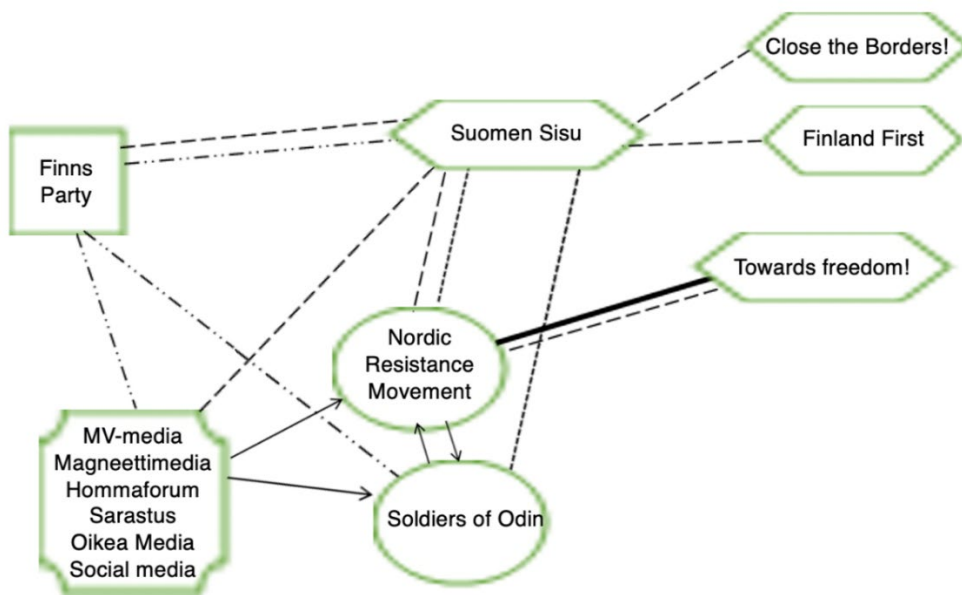 Close the Borders!
Suomen Sisu
Finland First
Finns
Party
Towards freedom!
Nordic
Resistance
Movement
MV-media
Magneettimedia
Hommaforum
Sarastus
Oikea Media
Social media
Soldiers of Odin